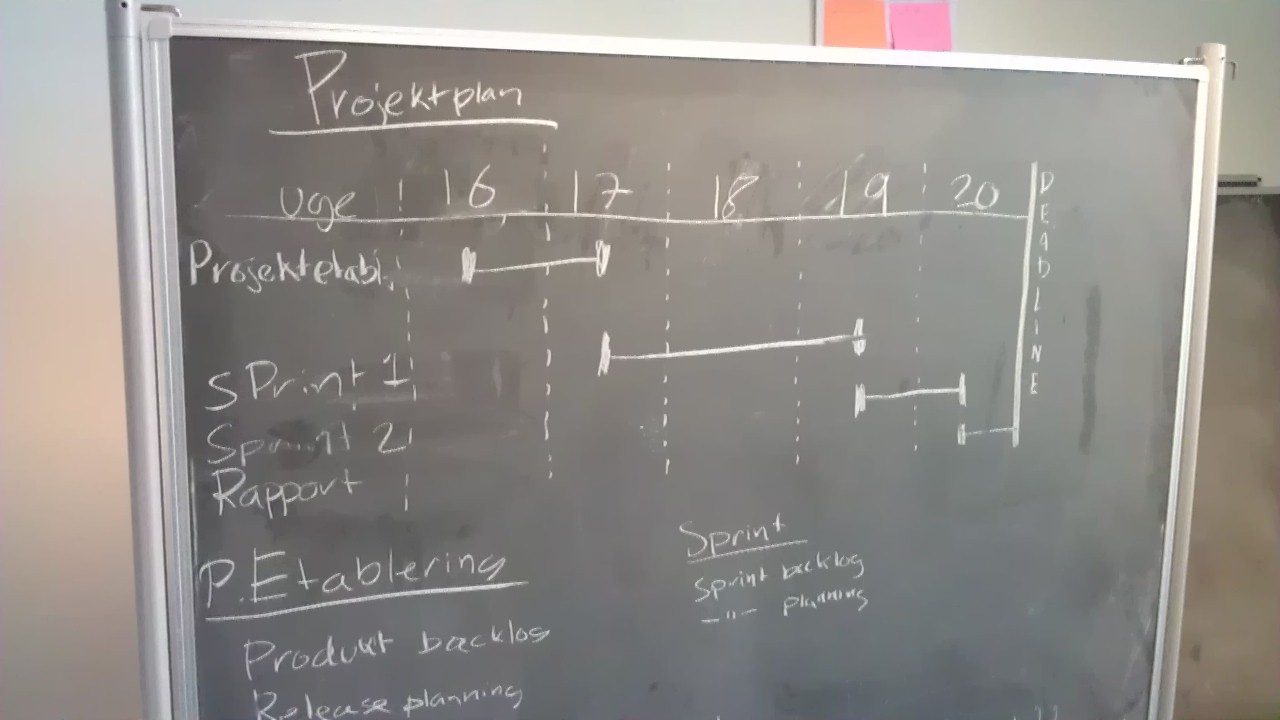 Projektplan
uge 16 17 18 19 20
DEADLINE
Projektetabl.
Sprint 1
Sprint 2
Rapport
P.Etablering
Produkt backlog
Release planning
Sprint
Sprint backlog
-"- planning